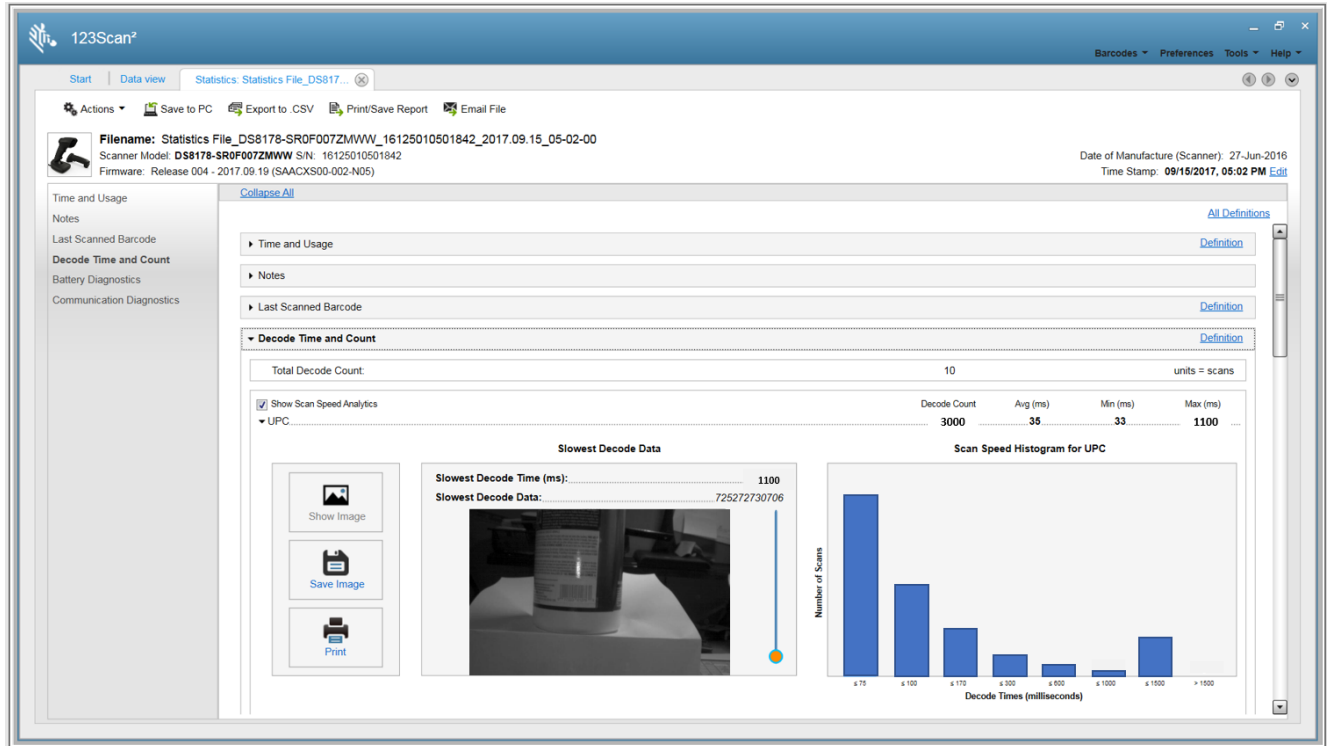 123Scan²
Barcodes Preferences Tools Help
Start Data view Statistics: Statistics File_DS817...
Actions Save to PC Export to .CSV Print/Save Report Email File
Filename: Statistics File_DS8178-SR0F007ZMWW_16125010501842_2017.09.15_05-02-00
Scanner Model: DS8178-SR0F007ZMWW S/N: 16125010501842
Date of Manufacture (Scanner): 27-Jun-2016
Firmware: Release 004 - 2017.09.19 (SAACXS00-002-N05)
Time Stamp: 09/15/2017, 05:02 PM Edit
Time and Usage
Notes
Last Scanned Barcode
Decode Time and Count
Battery Diagnostics
Communication Diagnostics
Collapse All
All Definitions
Time and Usage Definition
Notes
Last Scanned Barcode Definition
Decode Time and Count Definition
Total Decode Count: 10 units = scans
Show Scan Speed Analytics Decode Count Avg (ms) Min (ms) Max (ms)
UPC 3000 35 33 1100
Slowest Decode Data
Show Image
Save Image
Print
Slowest Decode Time (ms): 1100
Slowest Decode Data: 725272730706
Scan Speed Histogram for UPC
Number of Scans
≤ 75 ≤ 100 ≤ 170 ≤ 300 ≤ 600 ≤ 1000 ≤ 1500 > 1500
Decode Times (milliseconds)